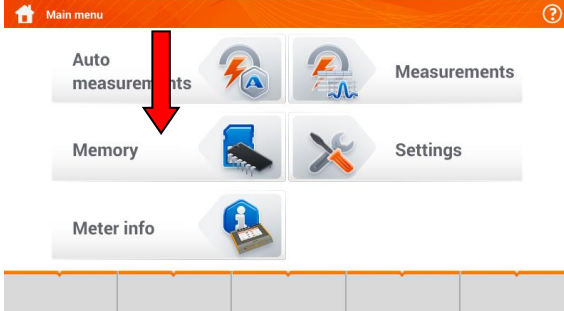 Main menu ?
Auto
measurements
A
Measurements
Memory
Settings
Meter info
i